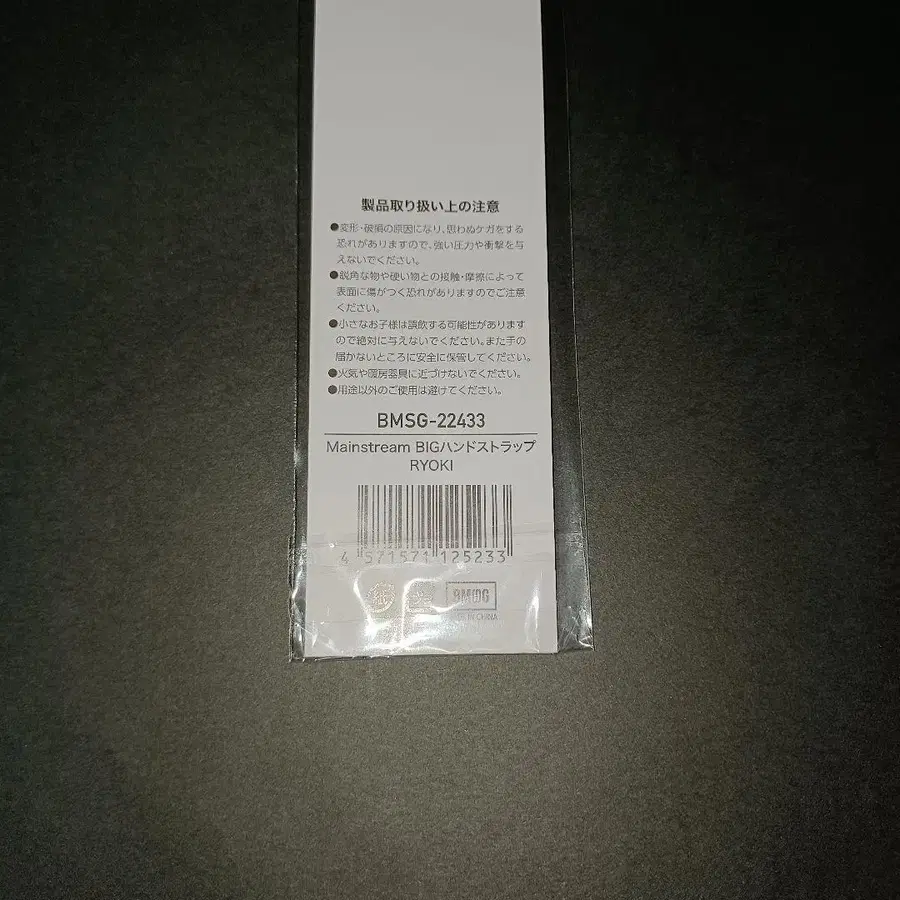 製品取り扱い上の注意
●変形・破損の原因になり、思わぬケガをする
恐れがありますので、強い圧力や衝撃を与
えないでください。
●鋭角な物や硬い物との接触・摩擦によって
表面に傷がつく恐れがありますのでご注意
ください。
●小さなお子様は誤飲する可能性があります
ので絶対に与えないでください。また手の
届かないところに安全に保管してください。
●火気や暖房器具に近づけないでください。
●用途以外のご使用は避けてください。
BMSG-22433
Mainstream BIGハンドストラップ
RYOKI
4 571571 125233
IN CHINA